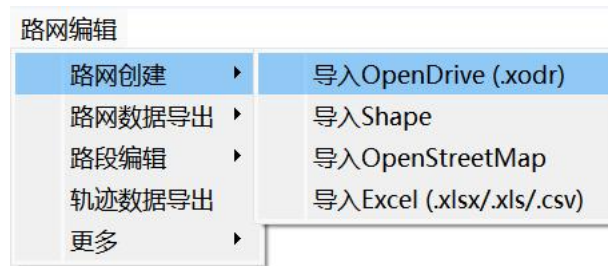 路网编辑
路网创建
路网数据导出
路段编辑
轨迹数据导出
更多
导入OpenDrive (.xodr)
导入Shape
导入OpenStreetMap
导入Excel (.xlsx/.xls/.csv)